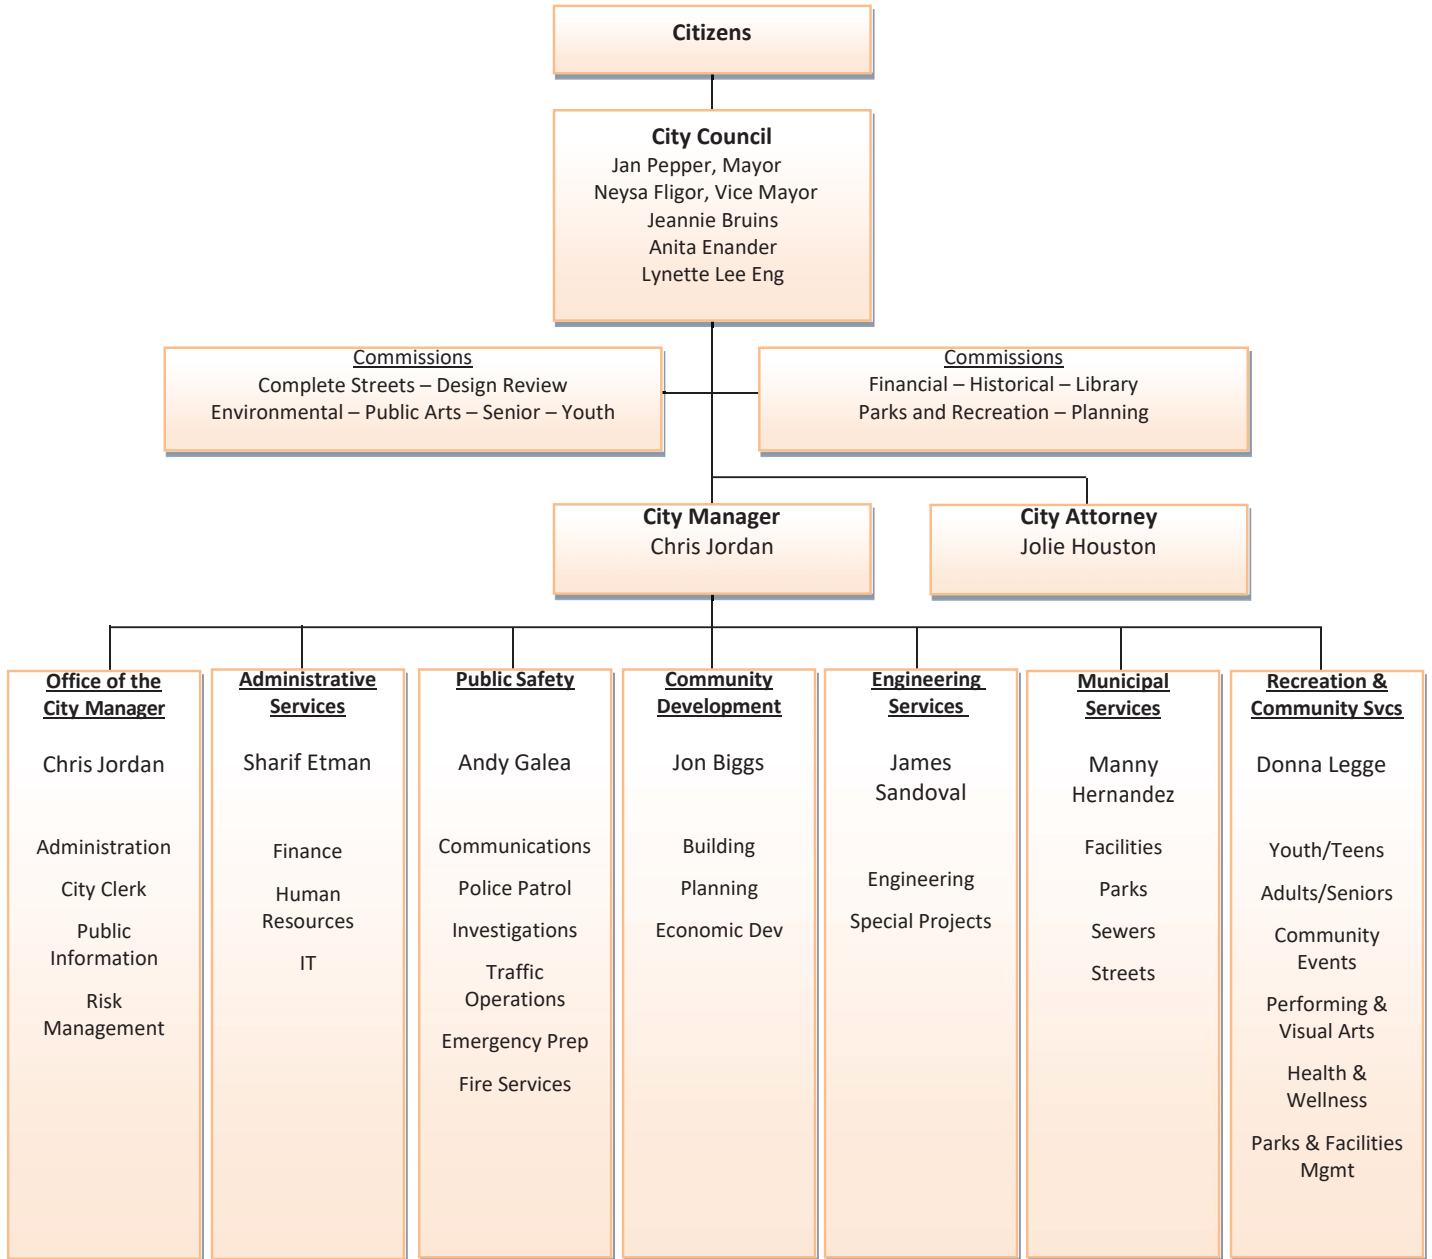 Citizens
City Council
Jan Pepper, Mayor
Neysa Fligor, Vice Mayor
Jeannie Bruins
Anita Enander
Lynette Lee Eng
Commissions
Complete Streets – Design Review
Environmental – Public Arts – Senior – Youth
Commissions
Financial – Historical – Library
Parks and Recreation – Planning
City Manager
Chris Jordan
City Attorney
Jolie Houston
Office of the
City Manager
Chris Jordan
Administration
City Clerk
Public
Information
Risk
Management
Administrative
Services
Sharif Etman
Finance
Human
Resources
IT
Public Safety
Andy Galea
Communications
Police Patrol
Investigations
Traffic
Operations
Emergency Prep
Fire Services
Community
Development
Jon Biggs
Building
Planning
Economic Dev
Engineering
Services
James
Sandoval
Engineering
Special Projects
Municipal
Services
Manny
Hernandez
Facilities
Parks
Sewers
Streets
Recreation &
Community Svcs
Donna Legge
Youth/Teens
Adults/Seniors
Community
Events
Performing &
Visual Arts
Health &
Wellness
Parks & Facilities
Mgmt